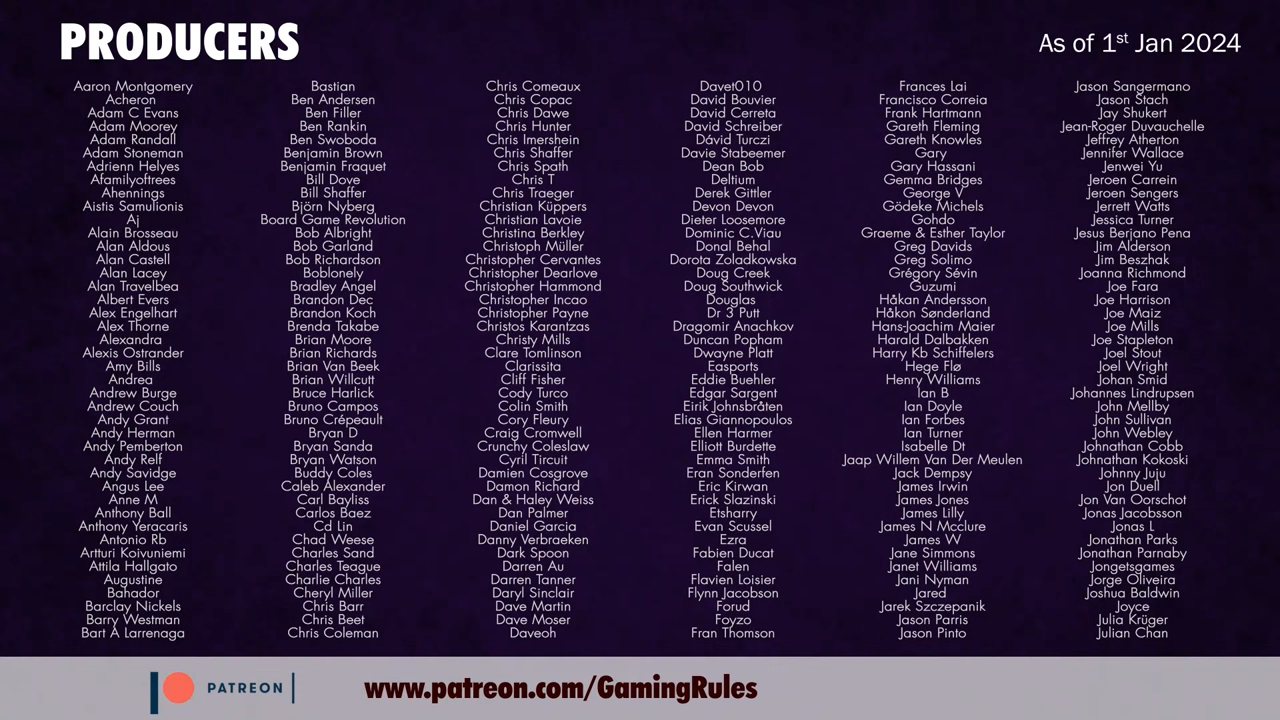 PRODUCERS
As of 1st Jan 2024
Aaron Montgomery
Acheron
Adam C Evans
Adam Moorey
Adam Randall
Adam Stoneman
Adrienn Helyes
Afamilyoftrees
Ahennings
Aistis Samulionis
Aj
Alain Brosseau
Alan Aldous
Alan Castell
Alan Lacey
Alan Travelbea
Albert Evers
Alex Engelhart
Alex Thorne
Alexandra
Alexis Ostrander
Amy Bills
Andrea
Andrew Burge
Andrew Couch
Andy Grant
Andy Herman
Andy Pemberton
Andy Relf
Andy Savidge
Angus Lee
Anne M
Anthony Ball
Anthony Yeracaris
Antonio Rb
Artturi Koivuniemi
Attila Hallgato
Augustine
Bahador
Barclay Nickels
Barry Westman
Bart A Larrenaga
Bastian
Ben Andersen
Ben Filler
Ben Rankin
Ben Swoboda
Benjamin Brown
Benjamin Fraquet
Bill Dove
Bill Shaffer
Björn Nyberg
Board Game Revolution
Bob Albright
Bob Garland
Bob Richardson
Boblonely
Bradley Angel
Brandon Dec
Brandon Koch
Brenda Takabe
Brian Moore
Brian Richards
Brian Van Beek
Brian Willcutt
Bruce Harlick
Bruno Campos
Bruno Crépeault
Bryan D
Bryan Sanda
Bryan Watson
Buddy Coles
Caleb Alexander
Carl Bayliss
Carlos Baez
Cd Lin
Chad Weese
Charles Sand
Charles Teague
Charlie Charles
Cheryl Miller
Chris Barr
Chris Beet
Chris Coleman
Chris Comeaux
Chris Copac
Chris Dawe
Chris Hunter
Chris Imershein
Chris Shaffer
Chris Spath
Chris T
Chris Traeger
Christian Küppers
Christian Lavoie
Christina Berkley
Christoph Müller
Christopher Cervantes
Christopher Dearlove
Christopher Hammond
Christopher Incao
Christopher Payne
Christos Karantzas
Christy Mills
Clare Tomlinson
Clarissita
Cliff Fisher
Cody Turco
Colin Smith
Cory Fleury
Craig Cromwell
Crunchy Coleslaw
Cyril Tircuit
Damien Cosgrove
Damon Richard
Dan & Haley Weiss
Dan Palmer
Daniel Garcia
Danny Verbraeken
Dark Spoon
Darren Au
Darren Tanner
Daryl Sinclair
Dave Martin
Dave Moser
Daveoh
Davet010
David Bouvier
David Cerreta
David Schreiber
Dávid Turczi
Davie Stabeemer
Dean Bob
Deltium
Derek Gittler
Devon Devon
Dieter Loosemore
Dominic C.Viau
Donal Behal
Dorota Zoladkowska
Doug Creek
Doug Southwick
Douglas
Dr 3 Putt
Dragomir Anachkov
Duncan Popham
Dwayne Platt
Easports
Eddie Buehler
Edgar Sargent
Eirik Johnsbråten
Elias Giannopoulos
Ellen Harmer
Elliott Burdette
Emma Smith
Eran Sonderfen
Eric Kirwan
Erick Slazinski
Etsharry
Evan Scussel
Ezra
Fabien Ducat
Falen
Flavien Loisier
Flynn Jacobson
Forud
Foyzo
Fran Thomson
Frances Lai
Francisco Correia
Frank Hartmann
Gareth Fleming
Gareth Knowles
Gary
Gary Hassani
Gemma Bridges
George V
Gödeke Michels
Gohdo
Graeme & Esther Taylor
Greg Davids
Greg Solimo
Grégory Sévin
Guzumi
Håkan Andersson
Håkon Sønderland
Hans-Joachim Maier
Harald Dalbakken
Harry Kb Schiffelers
Hege Flø
Henry Williams
Ian B
Ian Doyle
Ian Forbes
Ian Turner
Isabelle Dt
Jaap Willem Van Der Meulen
Jack Dempsy
James Irwin
James Jones
James Lilly
James N Mcclure
James W
Jane Simmons
Janet Williams
Jani Nyman
Jared
Jarek Szczepanik
Jason Parris
Jason Pinto
Jason Sangermano
Jason Stach
Jay Shukert
Jean-Roger Duvauchelle
Jeffrey Atherton
Jennifer Wallace
Jenwei Yu
Jeroen Carrein
Jeroen Sengers
Jerrett Watts
Jessica Turner
Jesus Berjano Pena
Jim Alderson
Jim Beszhak
Joanna Richmond
Joe Fara
Joe Harrison
Joe Maiz
Joe Mills
Joe Stapleton
Joel Stout
Joel Wright
Johan Smid
Johannes Lindrupsen
John Mellby
John Sullivan
John Webley
Johnathan Cobb
Johnathan Kokoski
Johnny Juju
Jon Duell
Jon Van Oorschot
Jonas Jacobsson
Jonas L
Jonathan Parks
Jonathan Parnaby
Jongetsgames
Jorge Oliveira
Joshua Baldwin
Joyce
Julia Krüger
Julian Chan
PATREON
www.patreon.com/GamingRules